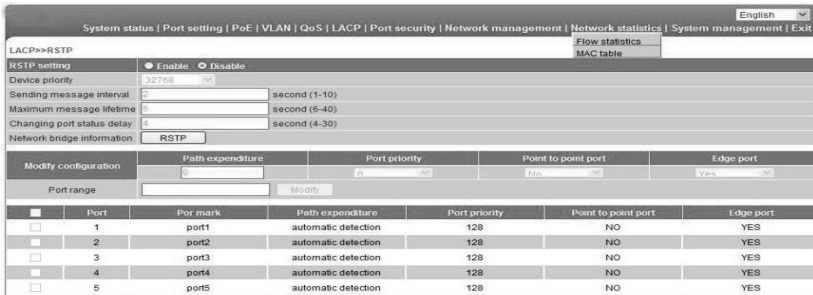 English
System status | Port setting | PoE | VLAN | QoS | LACP | Port security | Network management | Network statistics | System management | Exit
Flow statistics
MAC table
LACP>>RSTP
RSTP setting Enable Disable
Device priority 32768
Sending message interval 2 second (1-10)
Maximum message lifetime 6 second (6-40)
Changing port status delay 4 second (4-30)
Network bridge information RSTP
Modify configuration Path expenditure Port priority Point to point port Edge port
0 0 No Yes
Port range Modify
Port Por mark Path expenditure Port priority Point to point port Edge port
1 port1 automatic detection 128 NO YES
2 port2 automatic detection 128 NO YES
3 port3 automatic detection 128 NO YES
4 port4 automatic detection 128 NO YES
5 port5 automatic detection 128 NO YES